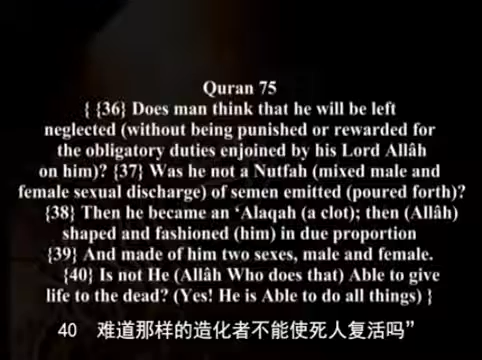 Quran 75
{ {36} Does man think that he will be left
neglected (without being punished or rewarded for
the obligatory duties enjoined by his Lord Allâh
on him)? {37} Was he not a Nutfah (mixed male and
female sexual discharge) of semen emitted (poured forth)?
{38} Then he became an ‘Alaqah (a clot); then (Allâh)
shaped and fashioned (him) in due proportion
{39} And made of him two sexes, male and female.
{40} Is not He (Allâh Who does that) Able to give
life to the dead? (Yes! He is Able to do all things) }
40 难道那样的造化者不能使死人复活吗”